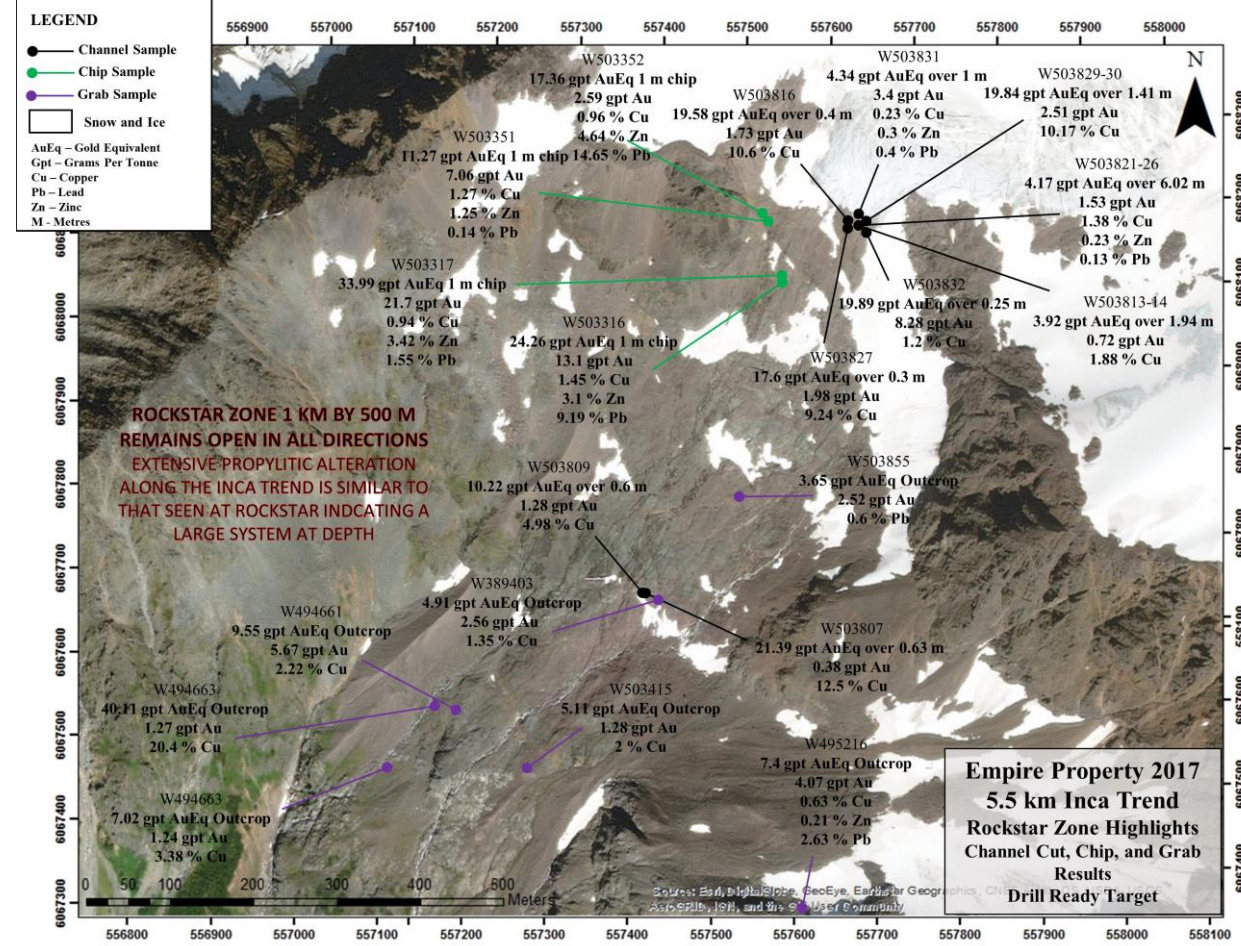 LEGEND
Channel Sample
Chip Sample
Grab Sample
Snow and Ice
AuEq – Gold Equivalent
Gpt – Grams Per Tonne
Cu – Copper
Pb – Lead
Zn – Zinc
M - Metres
556900 557000 557100 557200 557300 557400 557500 557600 557700 557800 557900 558000
N
W503352
17.36 gpt AuEq 1 m chip
2.59 gpt Au
0.96 % Cu
4.64 % Zn
14.65 % Pb
W503351
11.27 gpt AuEq 1 m chip
7.06 gpt Au
1.27 % Cu
1.25 % Zn
0.14 % Pb
W503816
19.58 gpt AuEq over 0.4 m
1.73 gpt Au
10.6 % Cu
W503831
4.34 gpt AuEq over 1 m
3.4 gpt Au
0.23 % Cu
0.3 % Zn
0.4 % Pb
W503829-30
19.84 gpt AuEq over 1.41 m
2.51 gpt Au
10.17 % Cu
W503821-26
4.17 gpt AuEq over 6.02 m
1.53 gpt Au
1.38 % Cu
0.23 % Zn
0.13 % Pb
W503317
33.99 gpt AuEq 1 m chip
21.7 gpt Au
0.94 % Cu
3.42 % Zn
1.55 % Pb
W503316
24.26 gpt AuEq 1 m chip
13.1 gpt Au
1.45 % Cu
3.1 % Zn
9.19 % Pb
W503832
19.89 gpt AuEq over 0.25 m
8.28 gpt Au
1.2 % Cu
W503813-14
3.92 gpt AuEq over 1.94 m
0.72 gpt Au
1.88 % Cu
W503827
17.6 gpt AuEq over 0.3 m
1.98 gpt Au
9.24 % Cu
ROCKSTAR ZONE 1 KM BY 500 M
REMAINS OPEN IN ALL DIRECTIONS
EXTENSIVE PROPYLITIC ALTERATION
ALONG THE INCA TREND IS SIMILAR TO
THAT SEEN AT ROCKSTAR INDCATING A
LARGE SYSTEM AT DEPTH
W503809
10.22 gpt AuEq over 0.6 m
1.28 gpt Au
4.98 % Cu
W503855
3.65 gpt AuEq Outcrop
2.52 gpt Au
0.6 % Pb
W389403
4.91 gpt AuEq Outcrop
2.56 gpt Au
1.35 % Cu
W494661
9.55 gpt AuEq Outcrop
5.67 gpt Au
2.22 % Cu
W503807
21.39 gpt AuEq over 0.63 m
0.38 gpt Au
12.5 % Cu
W494663
40.11 gpt AuEq Outcrop
1.27 gpt Au
20.4 % Cu
W503415
5.11 gpt AuEq Outcrop
1.28 gpt Au
2 % Cu
W495216
7.4 gpt AuEq Outcrop
4.07 gpt Au
0.63 % Cu
0.21 % Zn
2.63 % Pb
W494663
7.02 gpt AuEq Outcrop
1.24 gpt Au
3.38 % Cu
Empire Property 2017
5.5 km Inca Trend
Rockstar Zone Highlights
Channel Cut, Chip, and Grab
Results
Drill Ready Target
0 50 100 200 300 400 500
Meters
Source: Esri, DigitalGlobe, GeoEye, Earthstar Geographics,
AeroGRID, IGN, and the GIS User Community
6068000
6067900
6067800
6067700
6067600
6067500
6067400
6067300
6068200
6068200
6068100
6068000
6067900
6067800
6067600
6067400
556800 556900 557000 557100 557200 557300 557400 557500 557600 557700 557800 557900 558000 558100